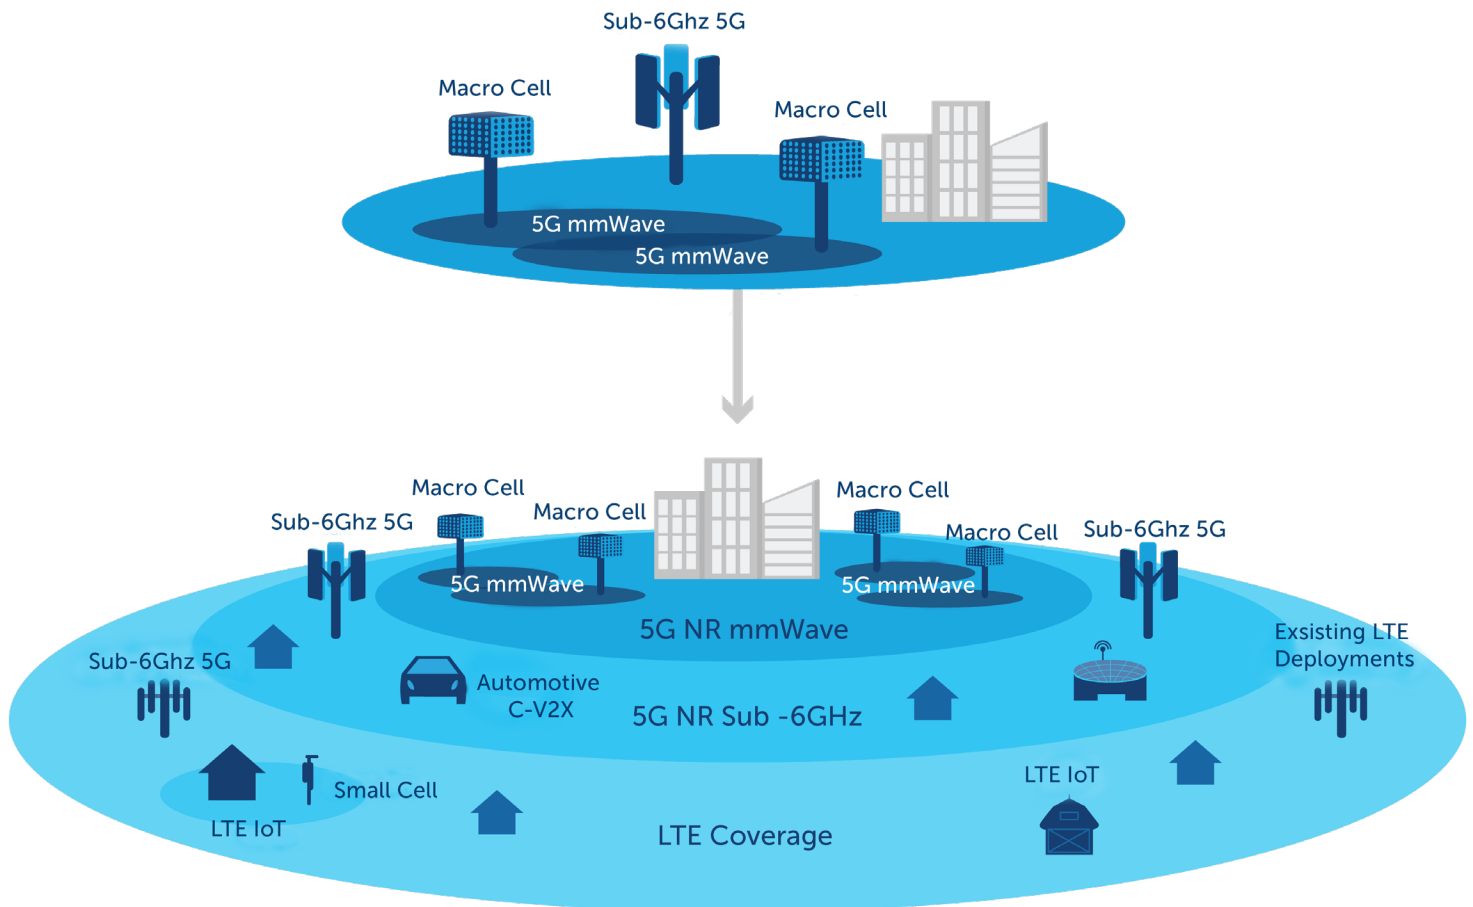 Sub-6Ghz 5G
Macro Cell
Macro Cell
5G mmWave
5G mmWave
Macro Cell
Macro Cell
Macro Cell
Macro Cell
Sub-6Ghz 5G
Sub-6Ghz 5G
5G mmWave
5G mmWave
5G NR mmWave
Exsisting LTE
Deployments
Sub-6Ghz 5G
Automotive
C-V2X
5G NR Sub -6GHz
LTE IoT
Small Cell
LTE IoT
LTE Coverage